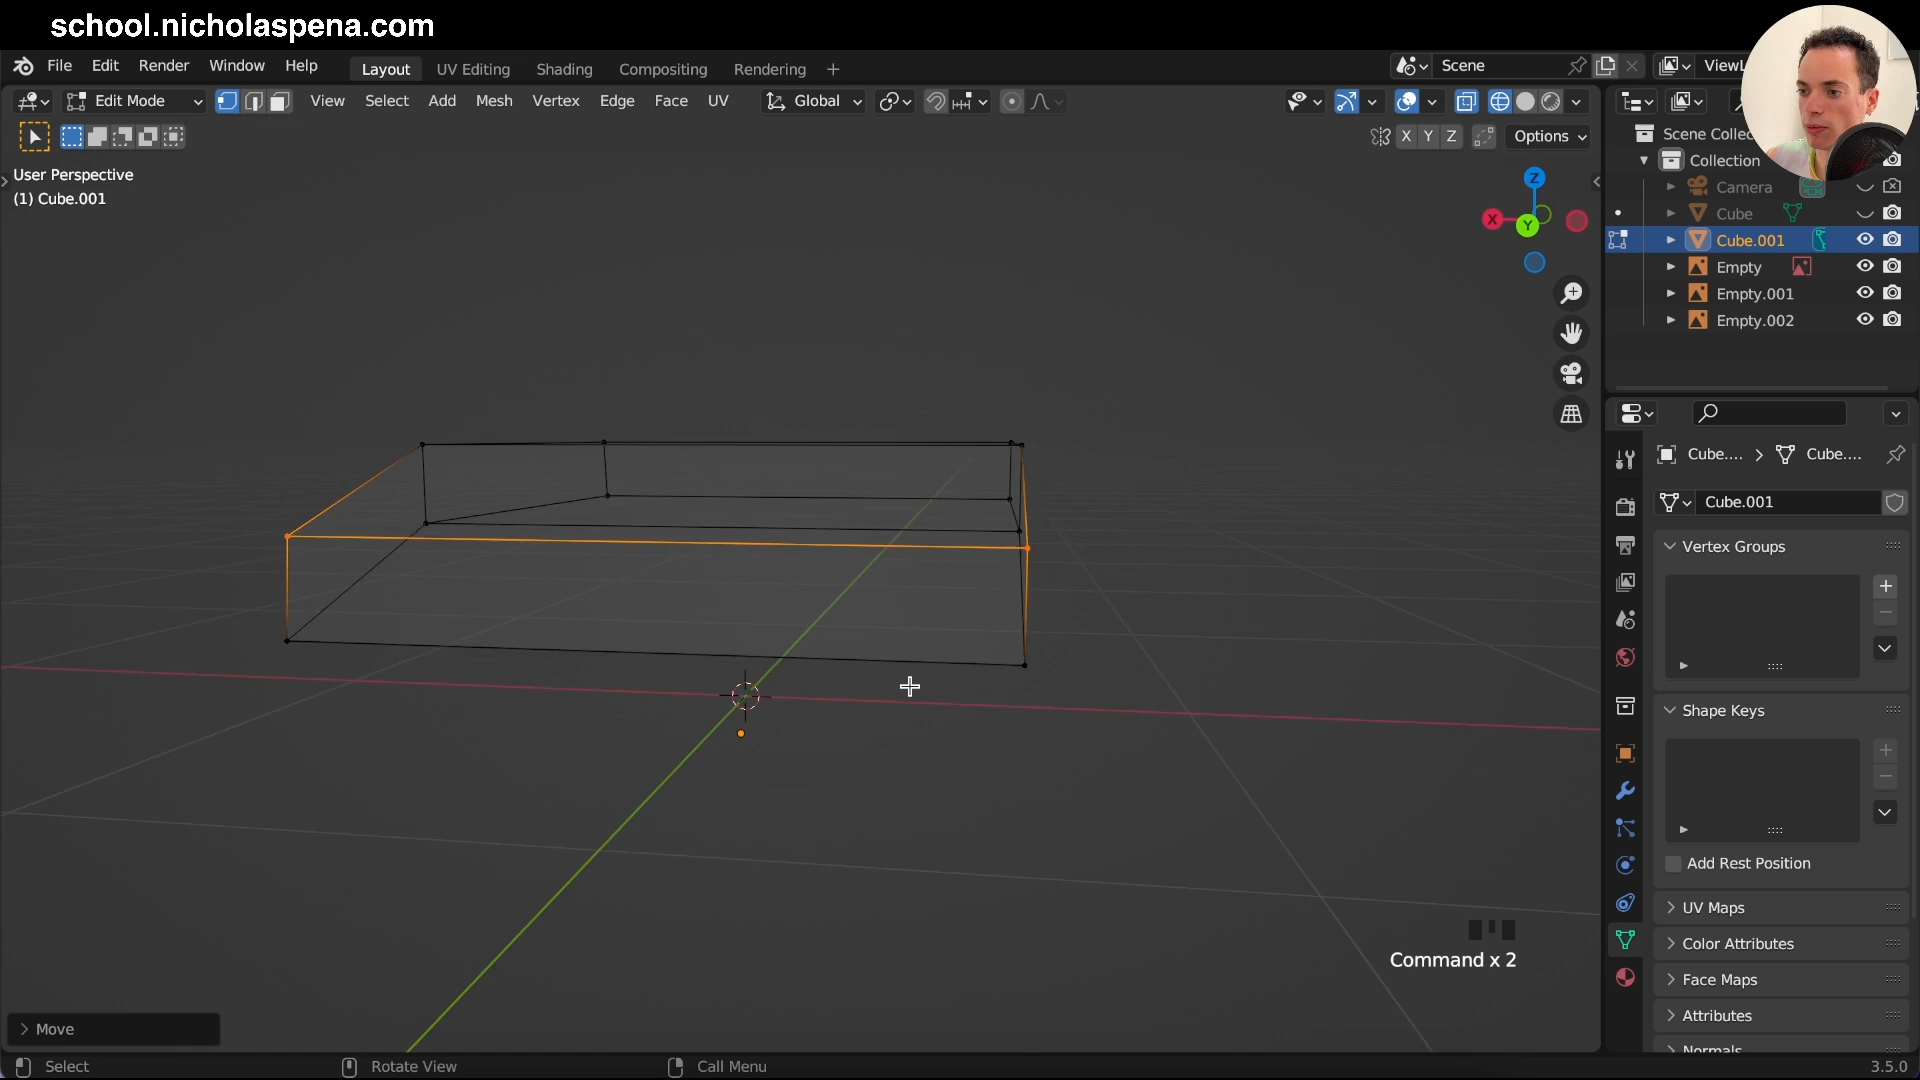 school.nicholaspena.com
File Edit Render Window Help Layout UV Editing Shading Compositing Rendering + Scene
Edit Mode View Select Add Mesh Vertex Edge Face UV Global
X Y Z Options
User Perspective
(1) Cube.001
Z
X
Y
Collection
Camera
Cube
Cube.001
Empty
Empty.001
Empty.002
Cube.... > Cube....
Cube.001
Vertex Groups
Shape Keys
Add Rest Position
UV Maps
Color Attributes
Face Maps
Attributes
Normals
Command x 2
Move
Select Rotate View Call Menu 3.5.0